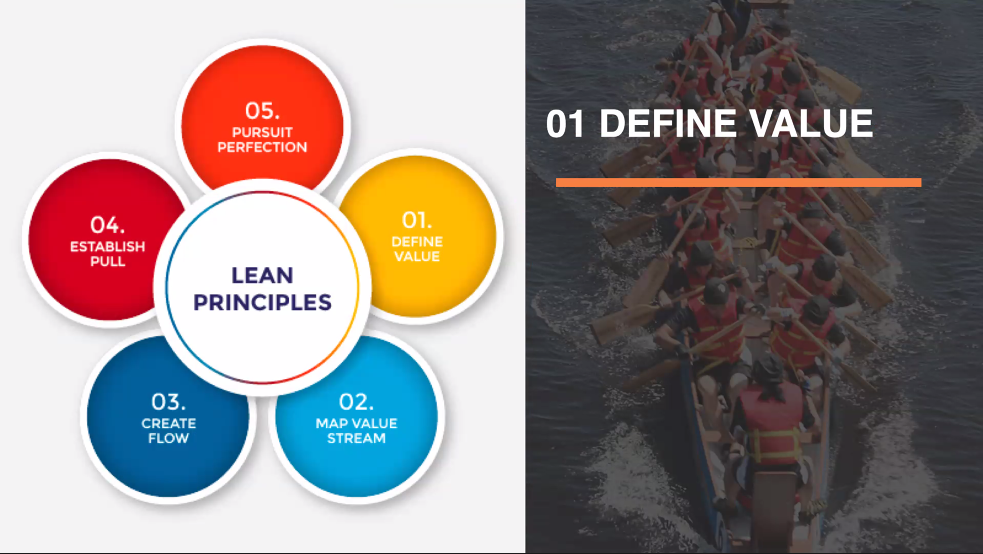 05.
PURSUIT
PERFECTION
04.
ESTABLISH
PULL
01.
DEFINE
VALUE
LEAN
PRINCIPLES
03.
CREATE
FLOW
02.
MAP VALUE
STREAM
01 DEFINE VALUE